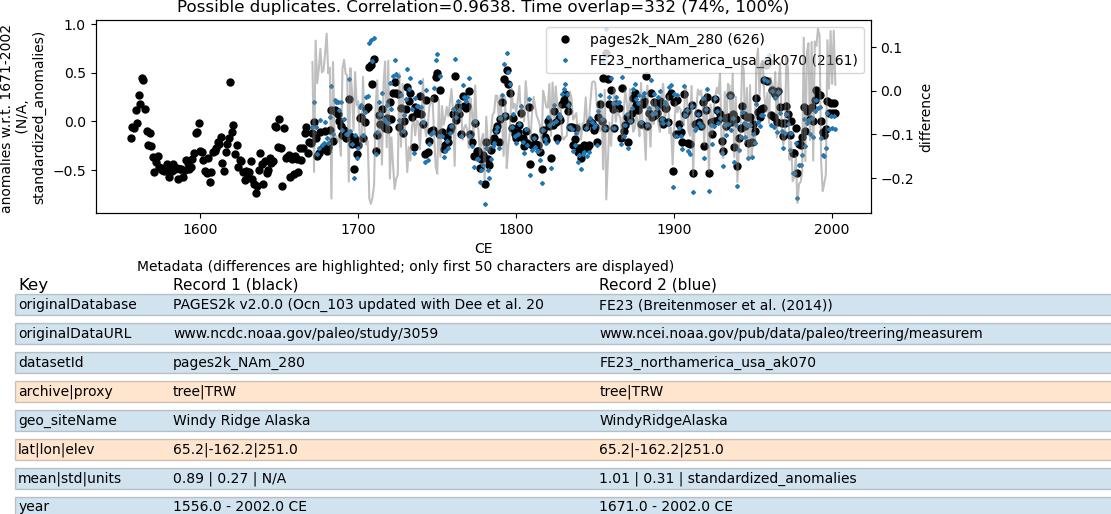 Possible duplicates. Correlation=0.9638. Time overlap=332 (74%, 100%)
anomalies w.r.t. 1671-2002
(N/A,
standardized_anomalies)
1.0
0.5
0.0
−0.5
pages2k_NAm_280 (626)
FE23_northamerica_usa_ak070 (2161)
0.1
0.0
−0.1
−0.2
difference
1600 1700 1800 1900 2000
CE
Metadata (differences are highlighted; only first 50 characters are displayed)
Key Record 1 (black) Record 2 (blue)
originalDatabase PAGES2k v2.0.0 (Ocn_103 updated with Dee et al. 20 FE23 (Breitenmoser et al. (2014))
originalDataURL www.ncdc.noaa.gov/paleo/study/3059 www.ncei.noaa.gov/pub/data/paleo/treering/measurem
datasetId pages2k_NAm_280 FE23_northamerica_usa_ak070
archive|proxy tree|TRW tree|TRW
geo_siteName Windy Ridge Alaska WindyRidgeAlaska
lat|lon|elev 65.2|-162.2|251.0 65.2|-162.2|251.0
mean|std|units 0.89 | 0.27 | N/A 1.01 | 0.31 | standardized_anomalies
year 1556.0 - 2002.0 CE 1671.0 - 2002.0 CE